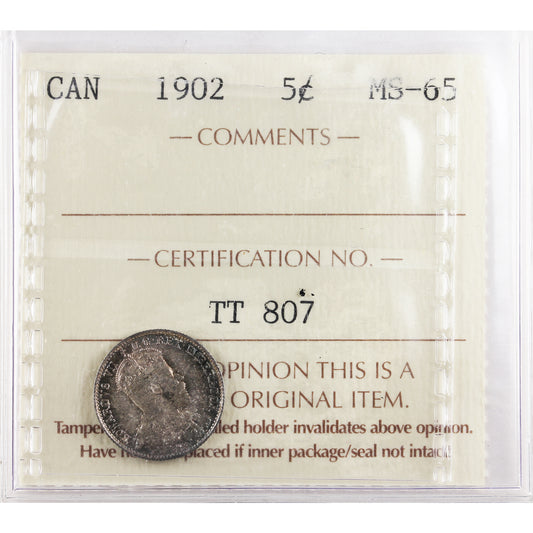 CAN 1902 5¢ MS-65
— COMMENTS —
— CERTIFICATION NO. —
TT 807
OPINION THIS IS A
ORIGINAL ITEM.
Tampe led holder invalidates above opinion.
Have placed if inner package/seal not intact